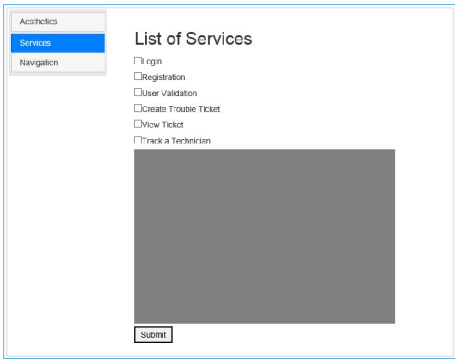 Aesthetics
Services
Navigation
List of Services
Login
Registration
User Validation
Create Trouble Ticket
View Ticket
Track a Technician
Submit